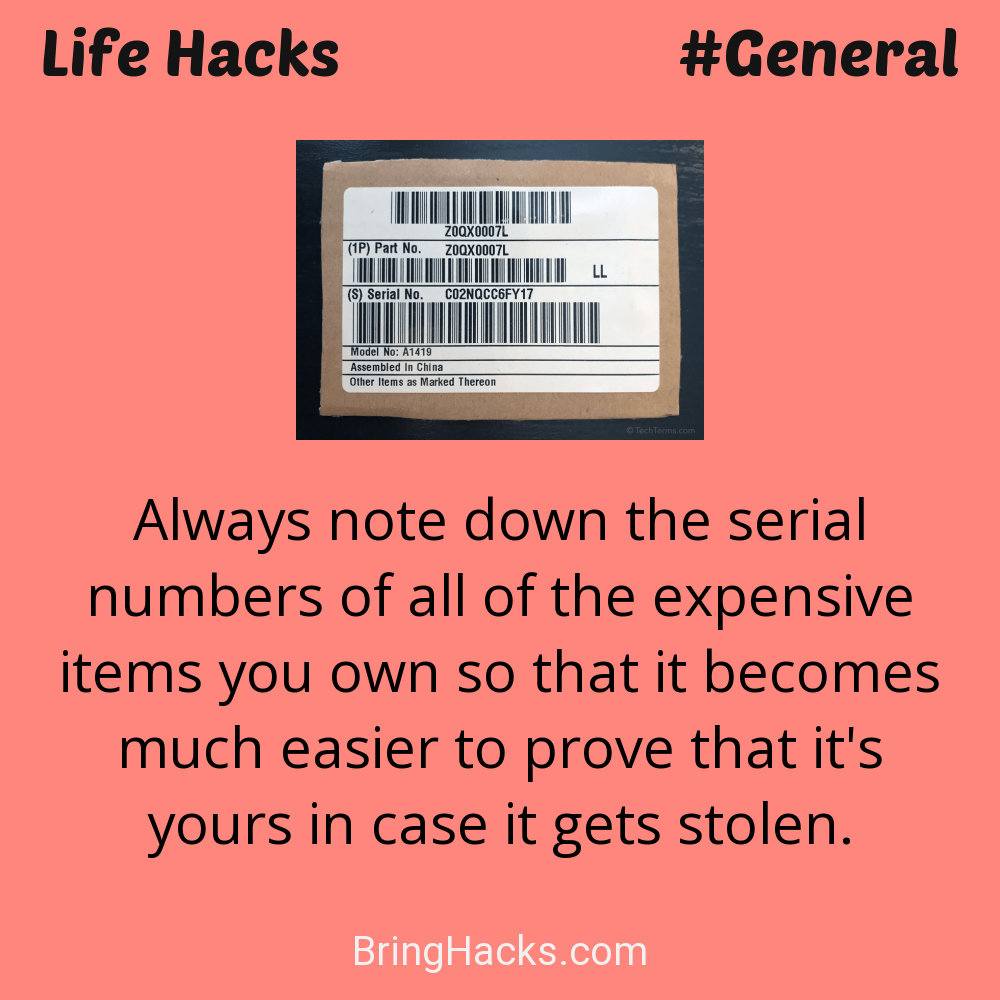 Life Hacks #General
Z0QX0007L
(1P) Part No. Z0QX0007L
LL
(S) Serial No. C02NQCC6FY17
Model No: A1419
Assembled In China
Other Items as Marked Thereon
© TechTerms.com
Always note down the serial
numbers of all of the expensive
items you own so that it becomes
much easier to prove that it's
yours in case it gets stolen.
BringHacks.com